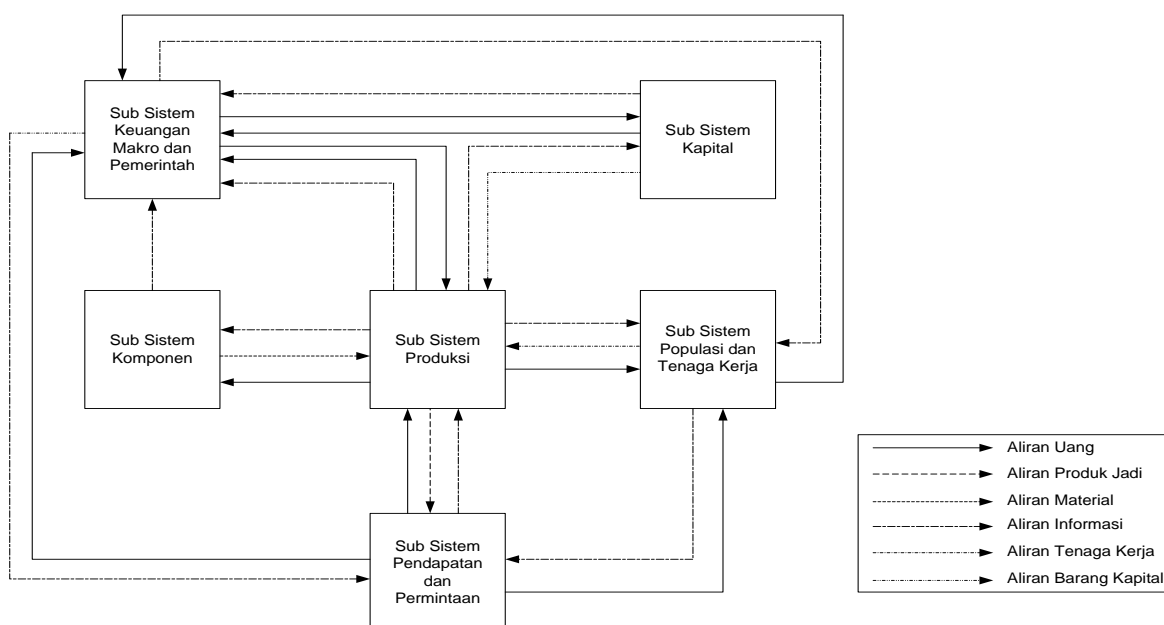 Sub Sistem
Keuangan
Makro dan
Pemerintah
Sub Sistem
Kapital
Sub Sistem
Komponen
Sub Sistem
Produksi
Sub Sistem
Populasi dan
Tenaga Kerja
Sub Sistem
Pendapatan
dan
Permintaan
Aliran Uang
Aliran Produk Jadi
Aliran Material
Aliran Informasi
Aliran Tenaga Kerja
Aliran Barang Kapital